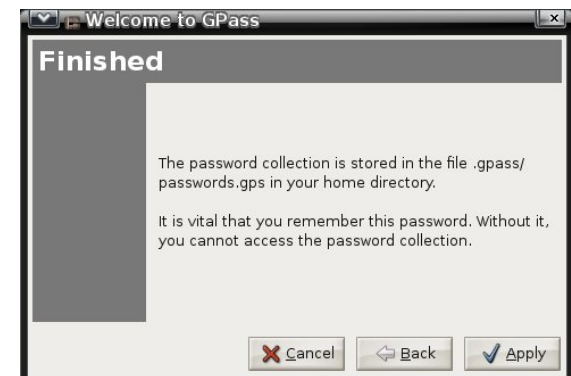 Welcome to GPass
Finished
The password collection is stored in the file .gpass/
passwords.gps in your home directory.
It is vital that you remember this password. Without it,
you cannot access the password collection.
Cancel
Back
Apply